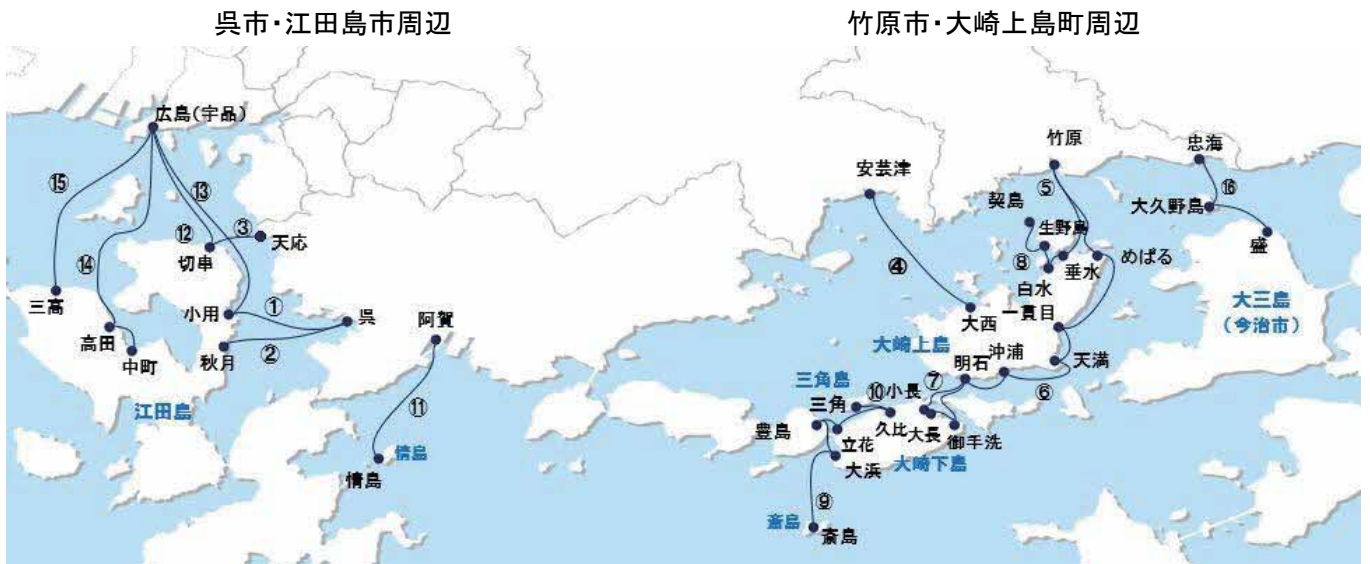 呉市・江田島市周辺
竹原市・大崎上島町周辺
広島(宇品)
⑮
⑬
⑫
③
天応
切串
⑭
三高
小用
①
呉
阿賀
高田
中町
秋月
②
江田島
⑪
情島
情島
竹原
忠海
安芸津
⑤
契島
⑯
大久野島
生野島
盛
めばる
④
⑧
垂水
白水
大三島
(今治市)
一貫目
大西
大崎上島
沖浦
天満
明石
⑥
三角島
⑦
小長
⑩
三角
久比
大長
御手洗
豊島
立花
大崎下島
大浜
⑨
斎島
斎島